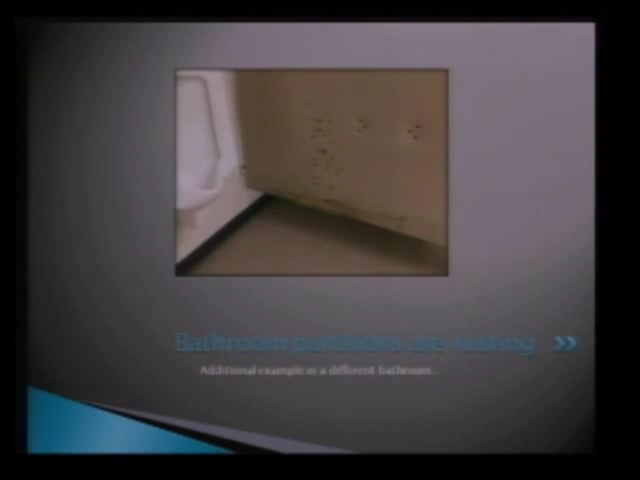 Bathroom partitions are rusting
Additional example in a different bathroom..